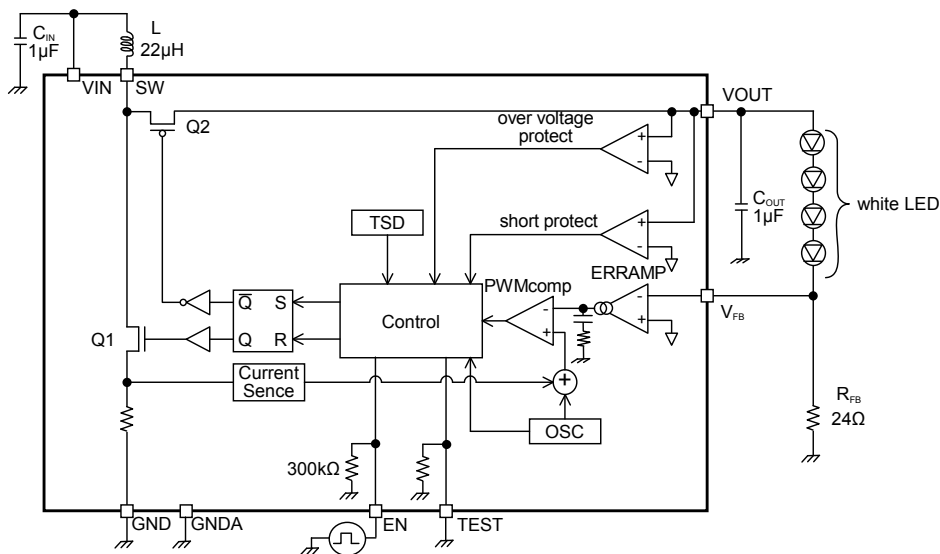 CIN
1μF
L
22μH
VIN
SW
VOUT
Q2
over voltage
protect
+
-
COUT
1μF
white LED
TSD
short protect
+
-
ERRAMP
PWMcomp
-
+
-
+
VFB
Q̅
S
Q
R
Control
Q1
Current
Sence
+
OSC
RFB
24Ω
300kΩ
GND
GNDA
EN
TEST